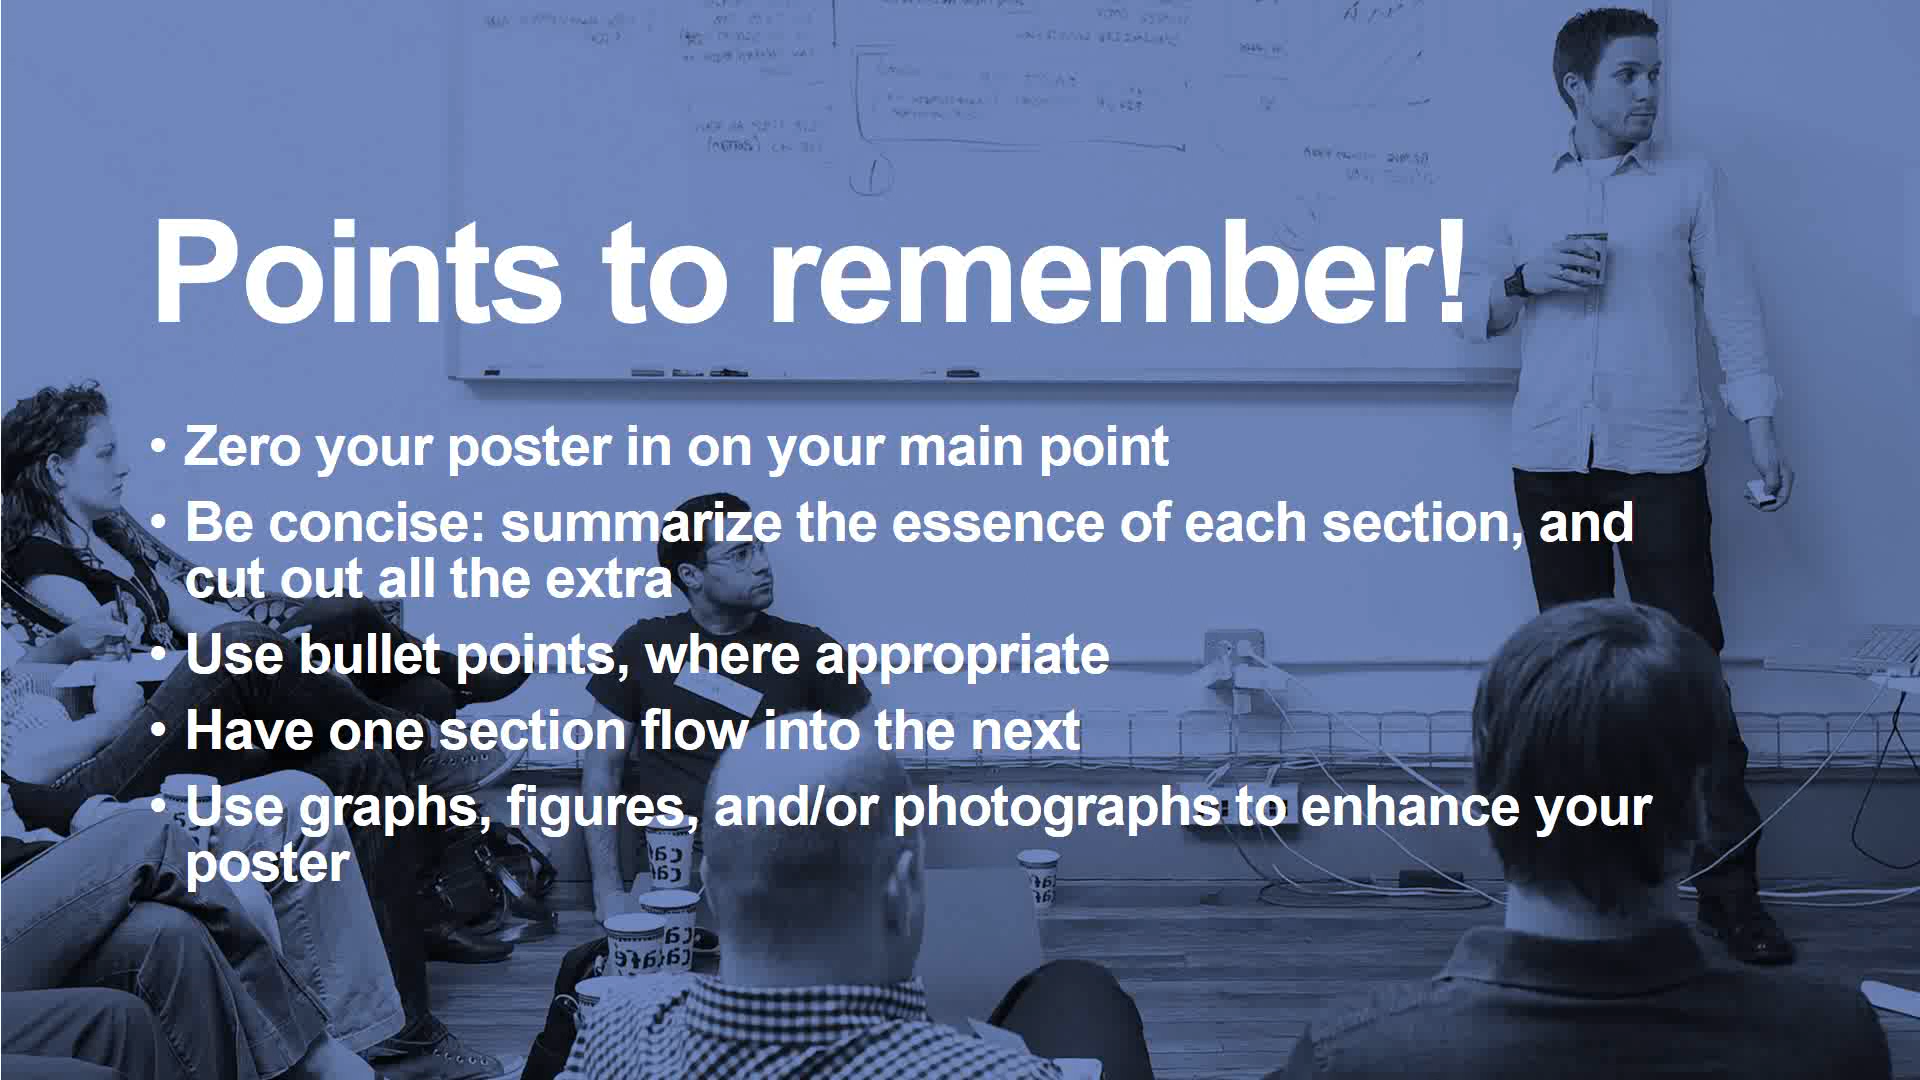 Points to remember!
• Zero your poster in on your main point
• Be concise: summarize the essence of each section, and
cut out all the extra
• Use bullet points, where appropriate
• Have one section flow into the next
• Use graphs, figures, and/or photographs to enhance your
poster